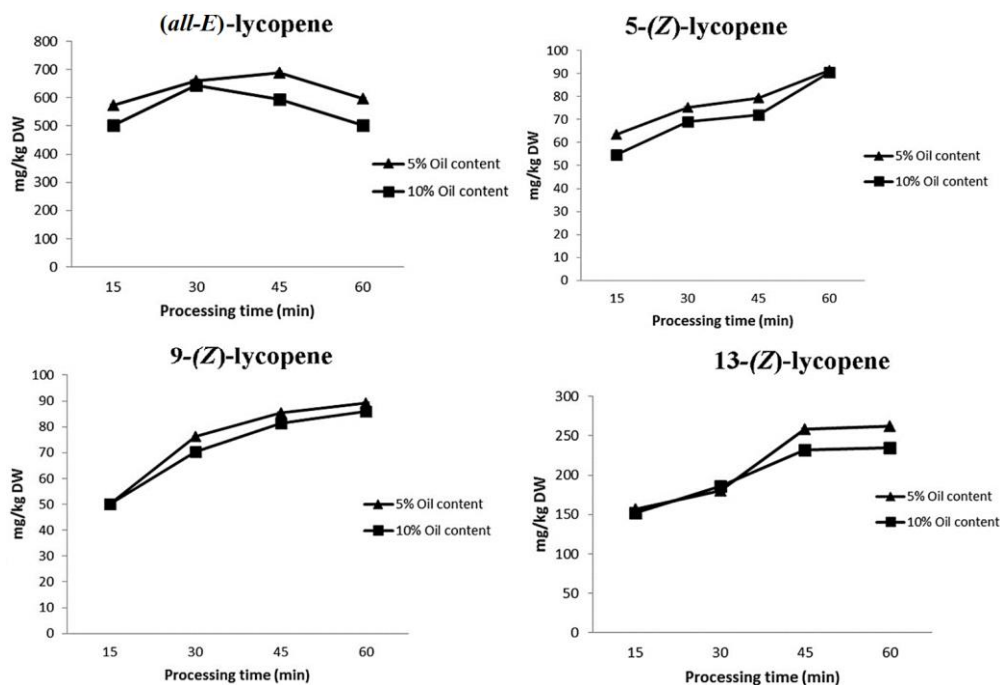 (all-E)-lycopene
800
700
600
500
400
300
200
100
0
mg/kg DW
15 30 45 60
Processing time (min)
5% Oil content
10% Oil content
5-(Z)-lycopene
100
90
80
70
60
50
40
30
20
10
0
mg/kg DW
15 30 45 60
Processing time (min)
5% Oil content
10% Oil content
9-(Z)-lycopene
100
90
80
70
60
50
40
30
20
10
0
mg/kg DW
15 30 45 60
Processing time (min)
5% Oil content
10% Oil content
13-(Z)-lycopene
300
250
200
150
100
50
0
mg/kg DW
15 30 45 60
Processing time (min)
5% Oil content
10% Oil content